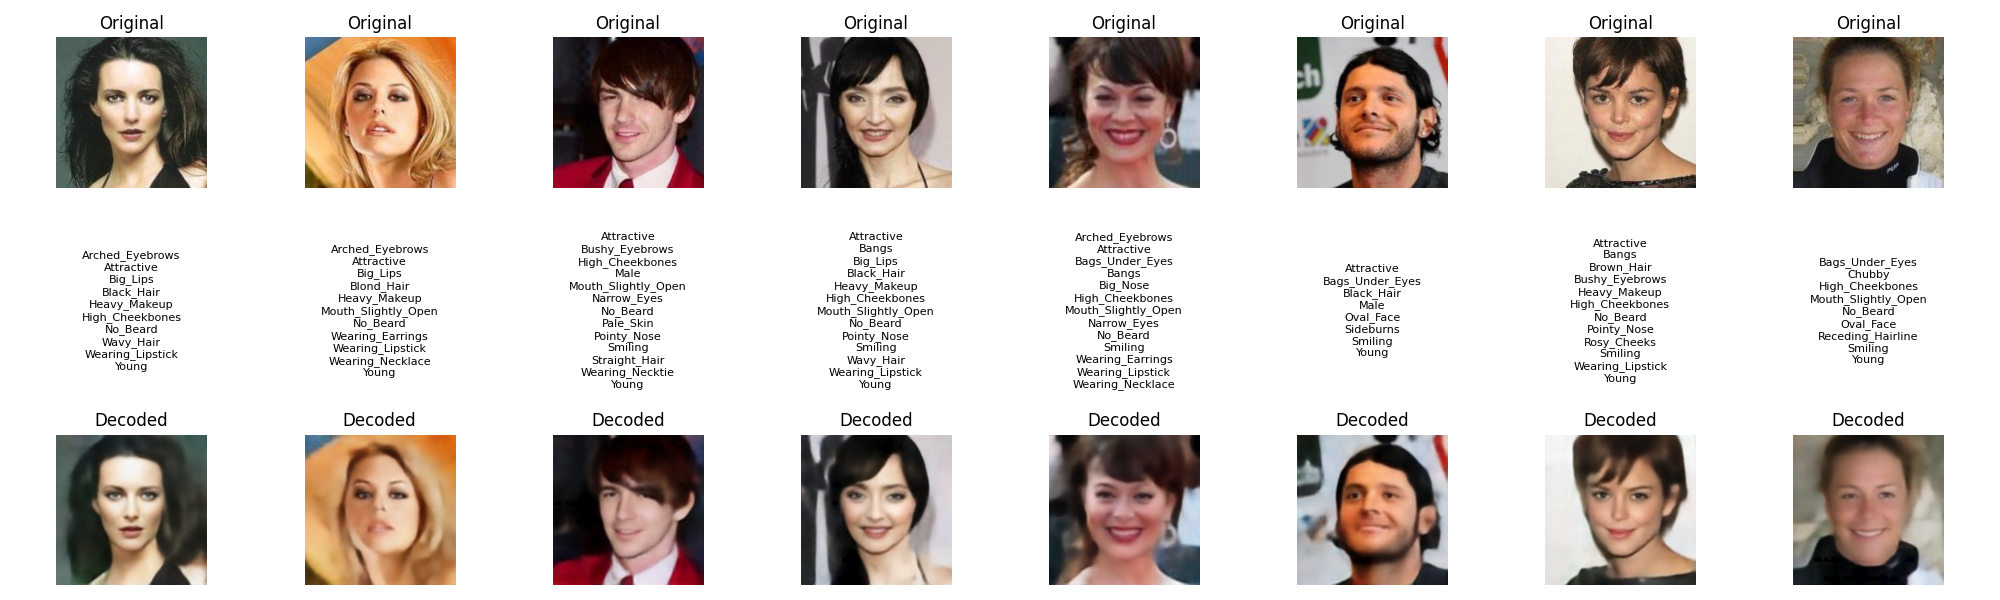 Original
Original
Original
Original
Original
Original
Original
Original
ch
Arched_Eyebrows
Attractive
Big_Lips
Black_Hair
Heavy_Makeup
High_Cheekbones
No_Beard
Wavy_Hair
Wearing_Lipstick
Young
Arched_Eyebrows
Attractive
Big_Lips
Blond_Hair
Heavy_Makeup
Mouth_Slightly_Open
No_Beard
Wearing_Earrings
Wearing_Lipstick
Wearing_Necklace
Young
Attractive
Bushy_Eyebrows
High_Cheekbones
Male
Mouth_Slightly_Open
Narrow_Eyes
No_Beard
Pale_Skin
Pointy_Nose
Smiling
Straight_Hair
Wearing_Necktie
Young
Attractive
Bangs
Big_Lips
Black_Hair
Heavy_Makeup
High_Cheekbones
Mouth_Slightly_Open
No_Beard
Pointy_Nose
Smiling
Wavy_Hair
Wearing_Lipstick
Young
Arched_Eyebrows
Attractive
Bags_Under_Eyes
Bangs
Big_Nose
High_Cheekbones
Mouth_Slightly_Open
Narrow_Eyes
No_Beard
Smiling
Wearing_Earrings
Wearing_Lipstick
Wearing_Necklace
Attractive
Bags_Under_Eyes
Black_Hair
Male
Oval_Face
Sideburns
Smiling
Young
Attractive
Bangs
Brown_Hair
Bushy_Eyebrows
Heavy_Makeup
High_Cheekbones
No_Beard
Pointy_Nose
Rosy_Cheeks
Smiling
Wearing_Lipstick
Young
Bags_Under_Eyes
Chubby
High_Cheekbones
Mouth_Slightly_Open
No_Beard
Oval_Face
Receding_Hairline
Smiling
Young
Decoded
Decoded
Decoded
Decoded
Decoded
Decoded
Decoded
Decoded